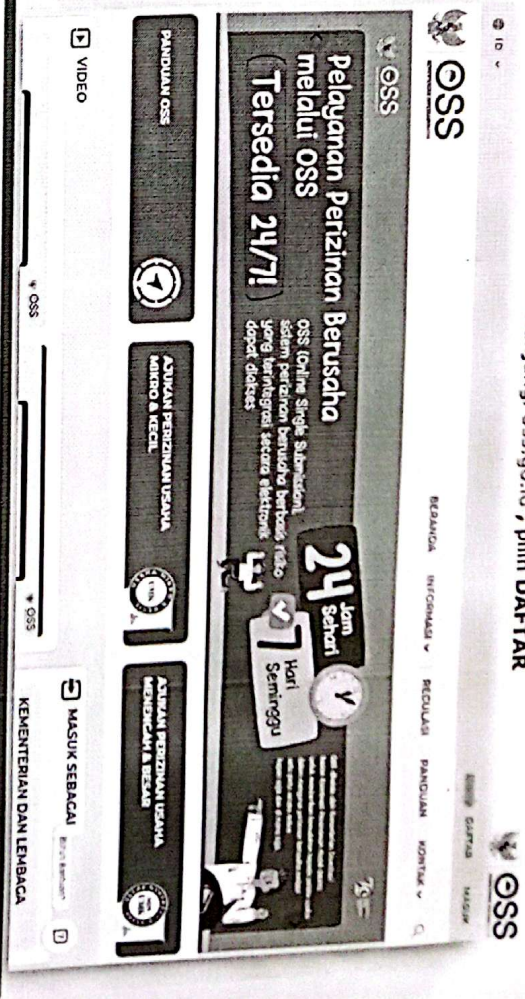 pilih DAFTAR
OSS
ID
DAFTAR MASUK
OSS
BERANDA INFORMASI REGULASI PANDUAN KONTAK
OSS
Pelayanan Perizinan Berusaha
melalui OSS
Tersedia 24/7!
OSS (Online Single Submission)
sistem perizinan berusaha berbasis risiko
yang terintegrasi secara elektronik
dapat diakses
24 Jam
Sehari
7 Hari
Seminggu
PANDUAN OSS
AJUKAN PERIZINAN USAHA
MIKRO & KECIL
AJUKAN PERIZINAN USAHA
MENENGAH & BESAR
VIDEO
MASUK SEBAGAI
?
OSS
OSS
KEMENTERIAN DAN LEMBAGA